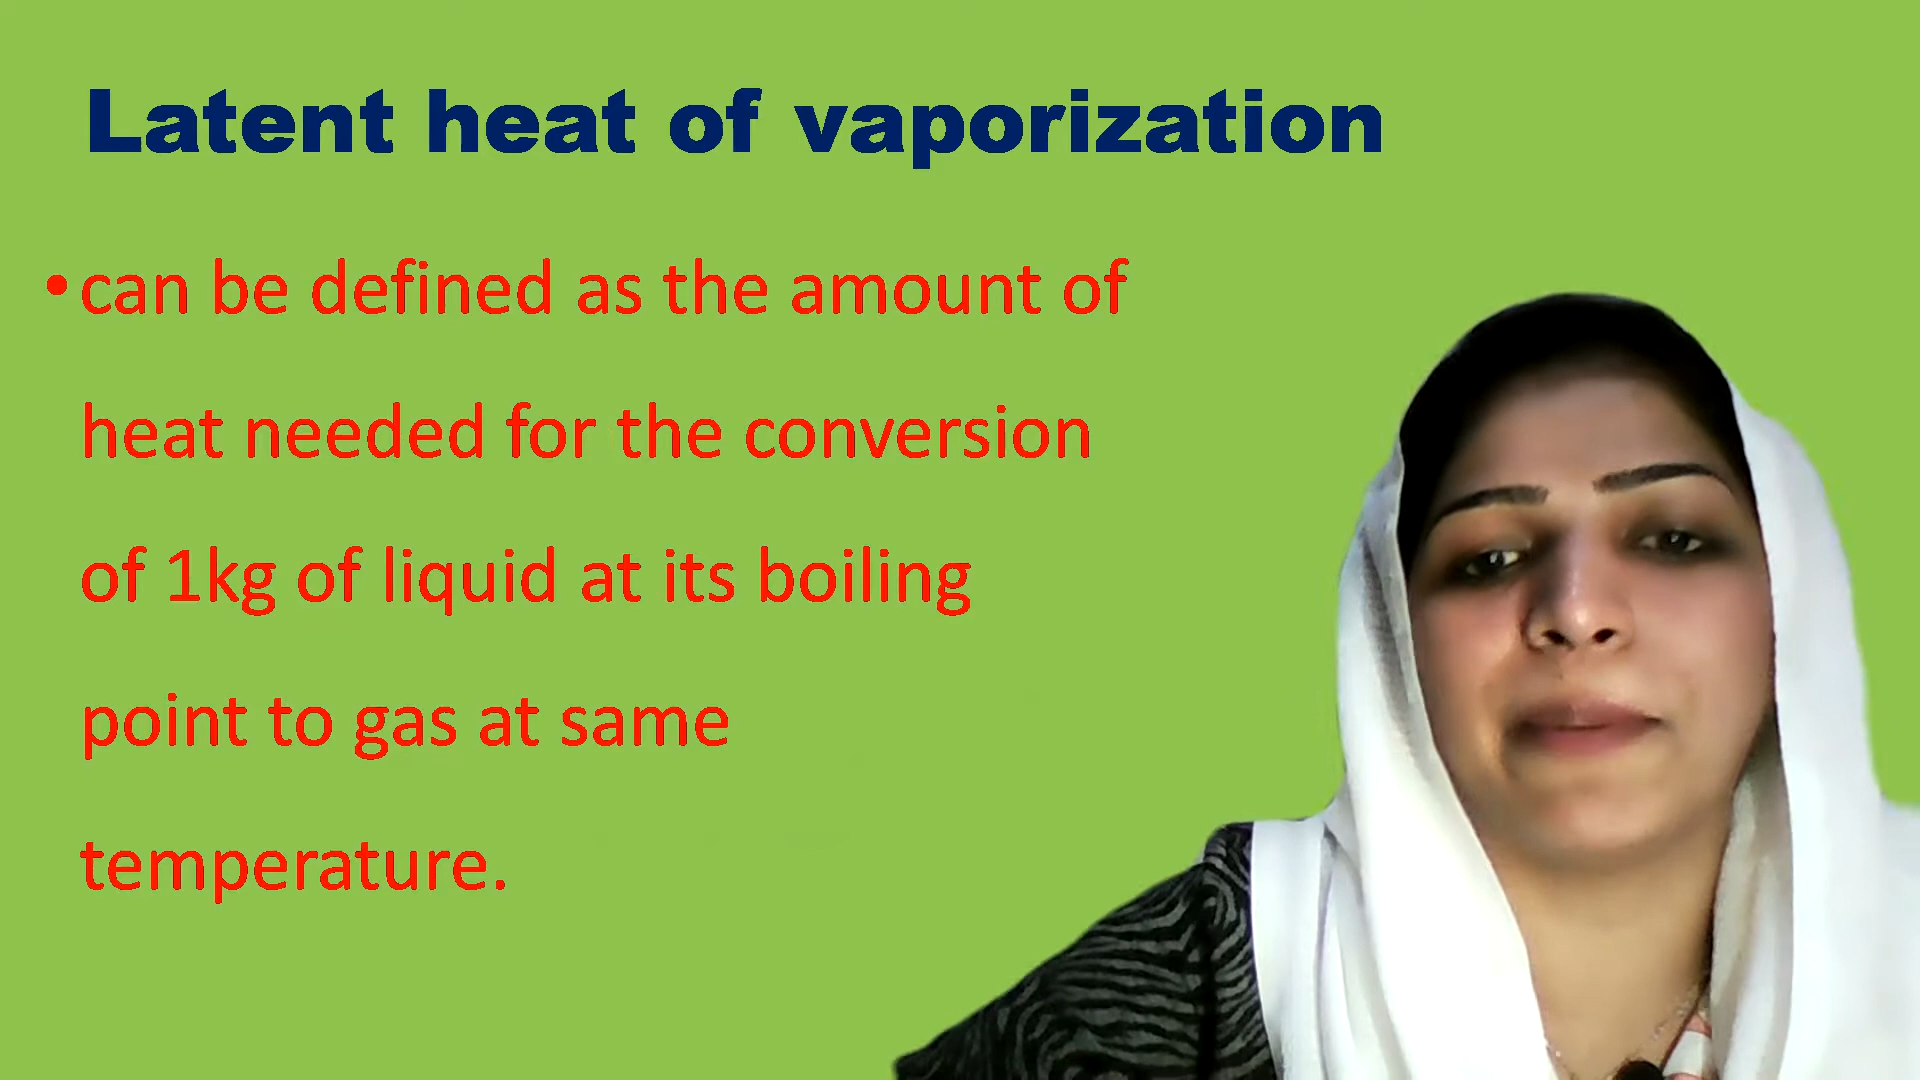 Latent heat of vaporization
•can be defined as the amount of
heat needed for the conversion
of 1kg of liquid at its boiling
point to gas at same
temperature.